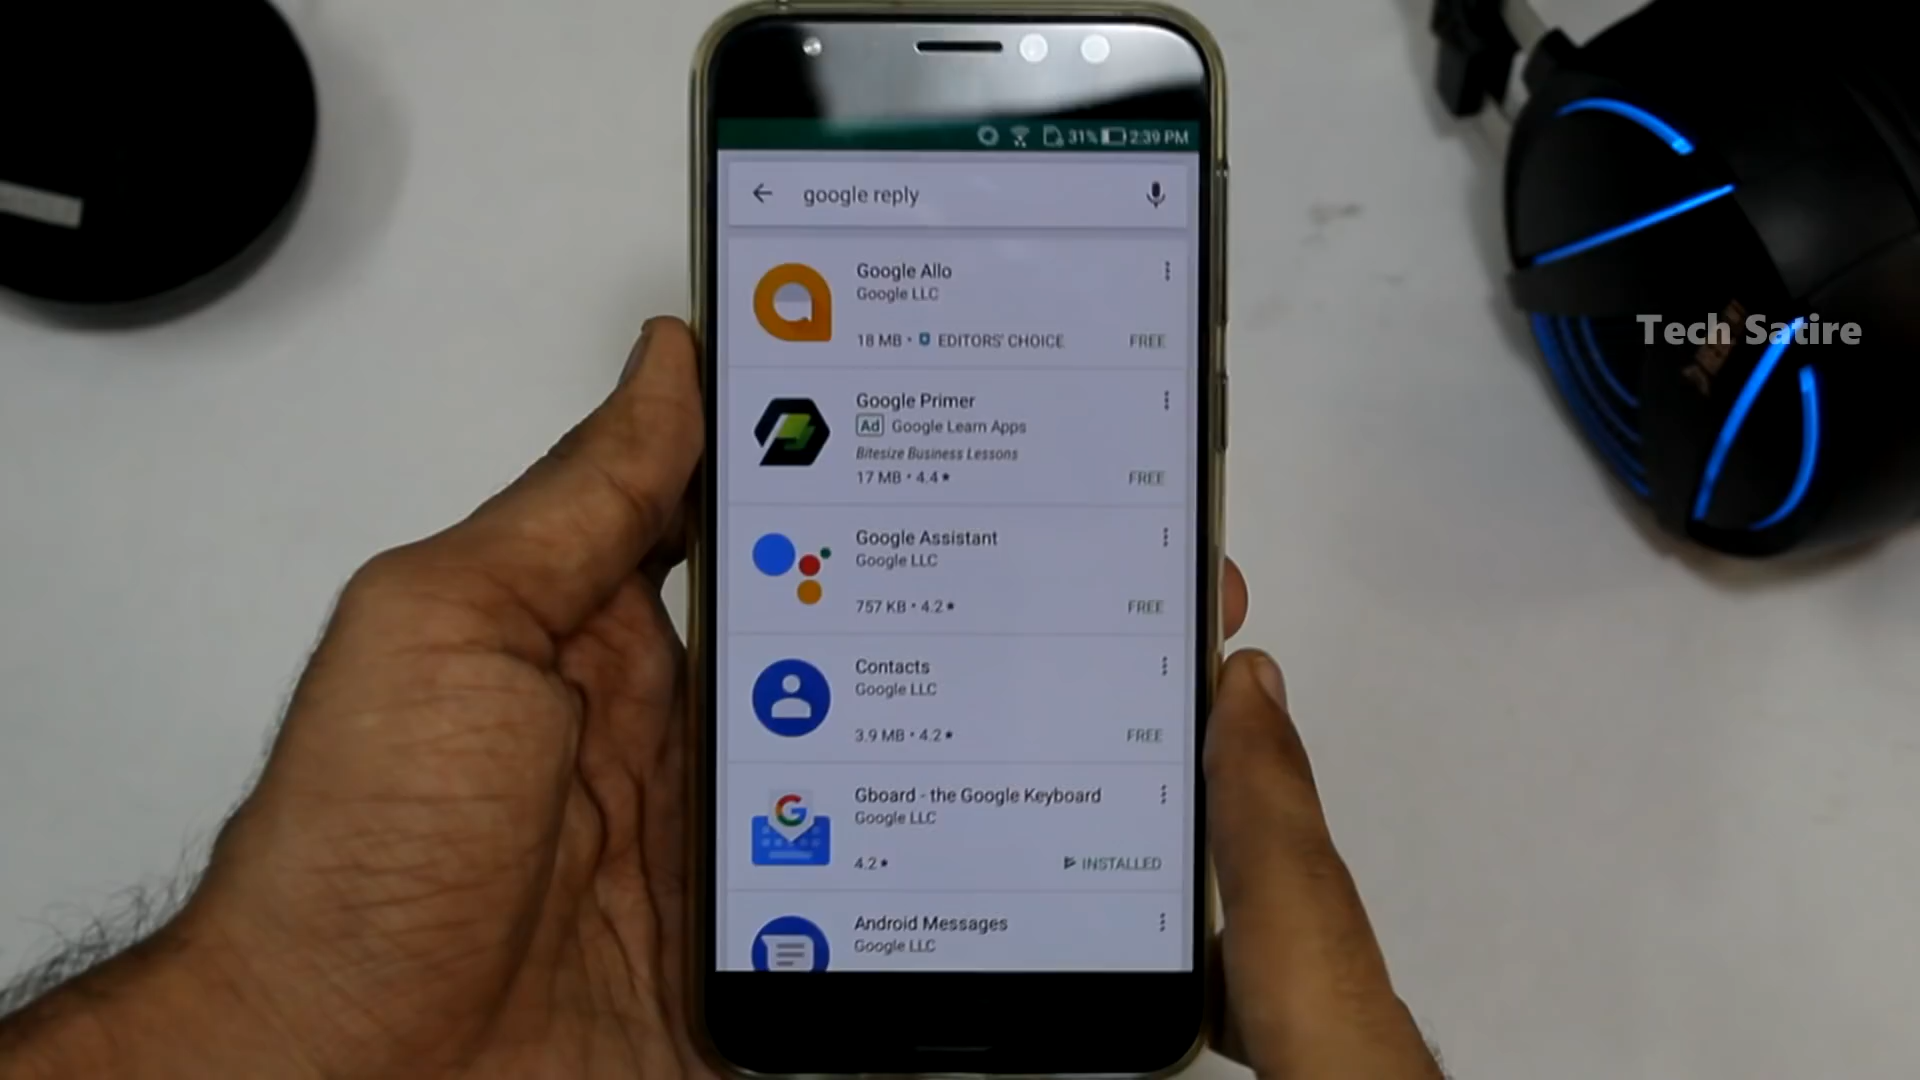 31% 2:39 PM
google reply
Google Allo
Google LLC
18 MB • EDITORS' CHOICE FREE
Google Primer
Ad Google Learn Apps
Bitesize Business Lessons
17 MB • 4.4★ FREE
Google Assistant
Google LLC
757 KB • 4.2★ FREE
Contacts
Google LLC
3.9 MB • 4.2★ FREE
Gboard - the Google Keyboard
Google LLC
4.2★ INSTALLED
Android Messages
Google LLC
Tech Satire